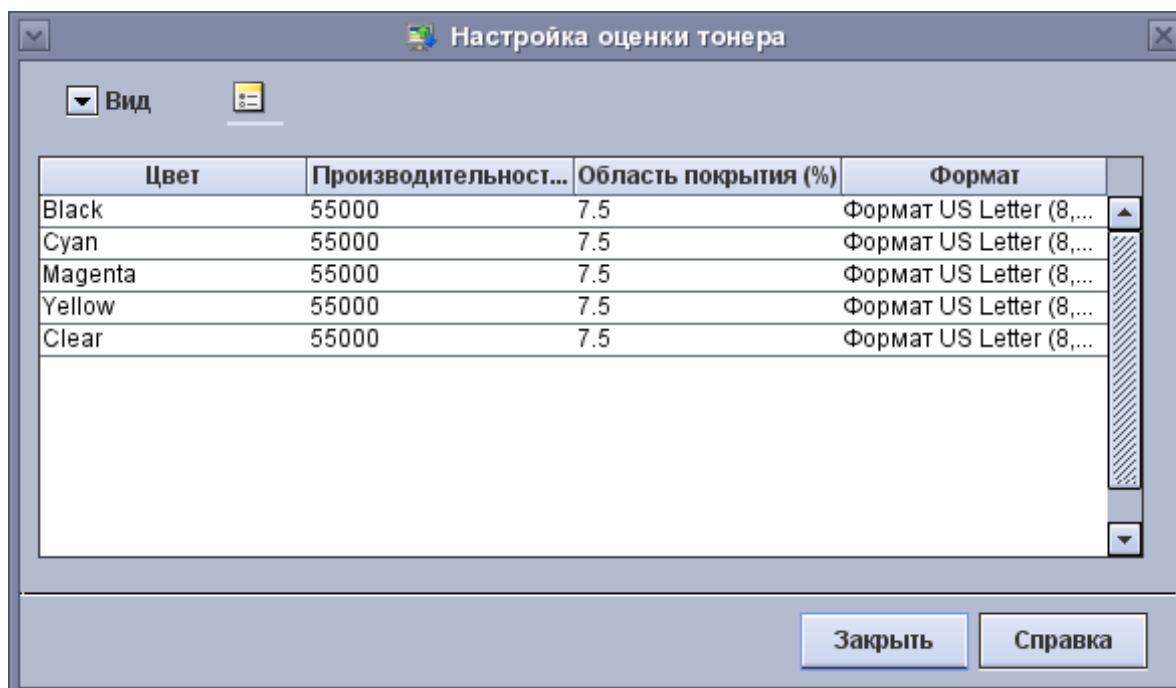 Настройка оценки тонера
Вид
Цвет Производительност... Область покрытия (%) Формат
Black 55000 7.5 Формат US Letter (8,...
Cyan 55000 7.5 Формат US Letter (8,...
Magenta 55000 7.5 Формат US Letter (8,...
Yellow 55000 7.5 Формат US Letter (8,...
Clear 55000 7.5 Формат US Letter (8,...
Закрыть Справка